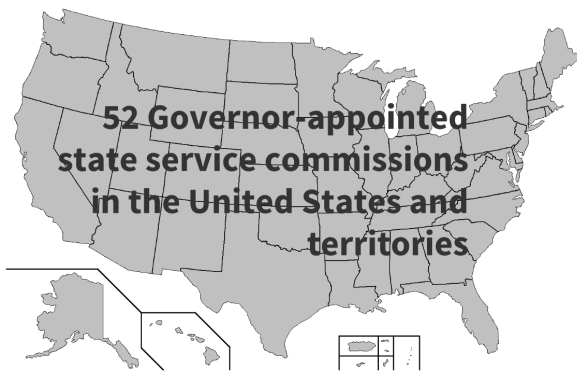 52 Governor-appointed
state service commissions
in the United States and
territories